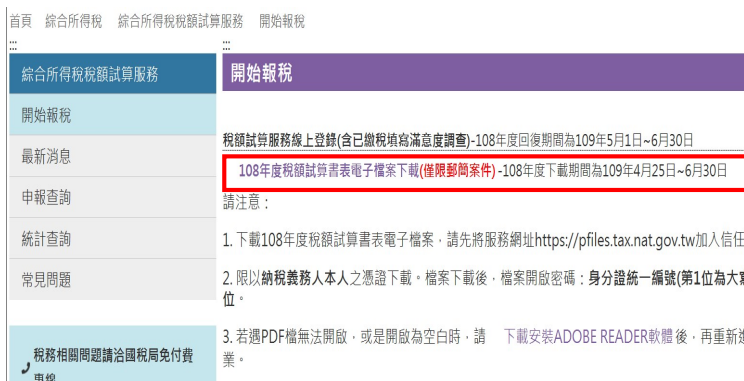 首頁 綜合所得稅 綜合所得稅稅額試算服務 開始報稅
:::
綜合所得稅稅額試算服務
開始報稅
最新消息
申報查詢
統計查詢
常見問題
稅務相關問題請洽國稅局免付費
專線
:::
開始報稅
稅額試算服務線上登錄(含已繳稅填寫滿意度調查)-108年度回復期間為109年5月1日~6月30日
108年度稅額試算書表電子檔案下載(僅限郵簡案件)-108年度下載期間為109年4月25日~6月30日
請注意：
1. 下載108年度稅額試算書表電子檔案，請先將服務網址https://pfiles.tax.nat.gov.tw加入信任
2. 限以納稅義務人本人之憑證下載。檔案下載後，檔案開啟密碼：身分證統一編號(第1位為大寫
位。
3. 若遇PDF檔無法開啟，或是開啟為空白時，請 下載安裝ADOBE READER軟體後，再重新進
業。